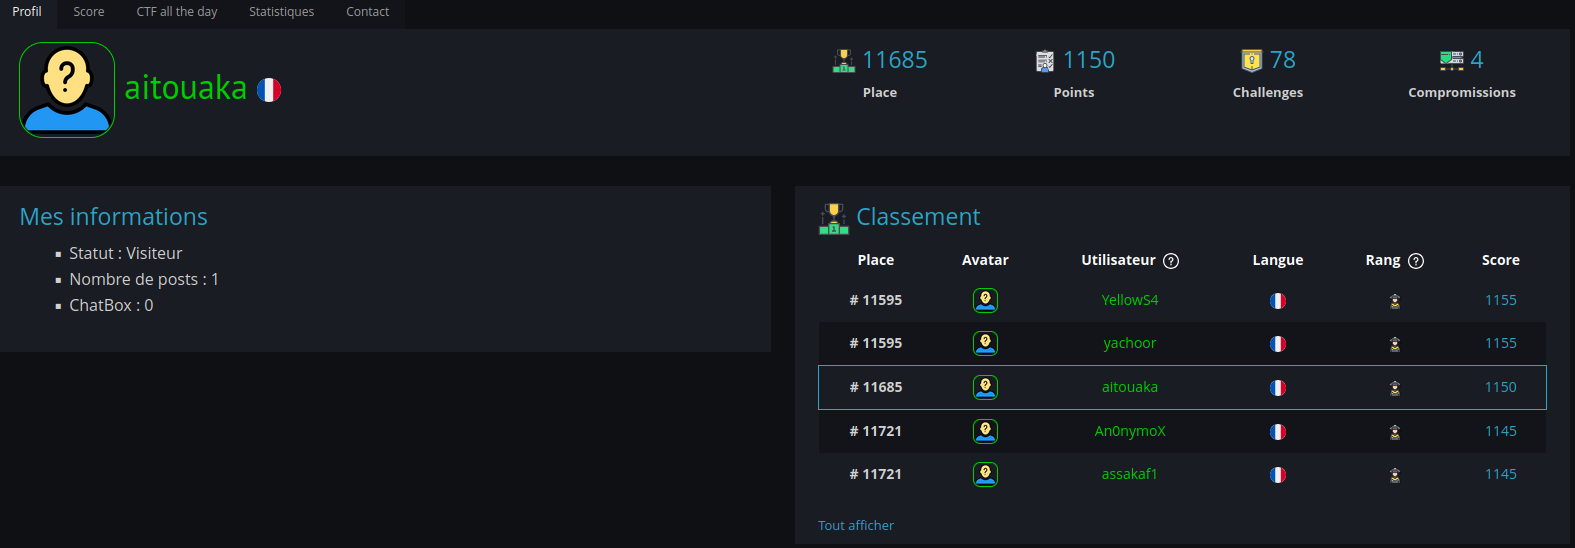 Profil Score CTF all the day Statistiques Contact
aitouaka
11685 1150 78 4
Place Points Challenges Compromissions
Mes informations
Statut : Visiteur
Nombre de posts : 1
ChatBox : 0
Classement
Place Avatar Utilisateur ? Langue Rang ? Score
# 11595 YellowS4 1155
# 11595 yachoor 1155
# 11685 aitouaka 1150
# 11721 An0nymoX 1145
# 11721 assakaf1 1145
Tout afficher